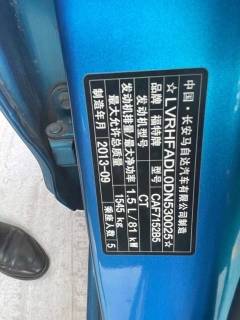 中国·长安马自达汽车有限公司制造
☆LVRHFADL0DN530025☆
品牌 福特牌 型号 CAF7152B5
发动机型号 CT
发动机排量/最大净功率 1.5 L/81 kW
最大允许总质量 1545 kg
制造年月 2013-09 乘座人数 5